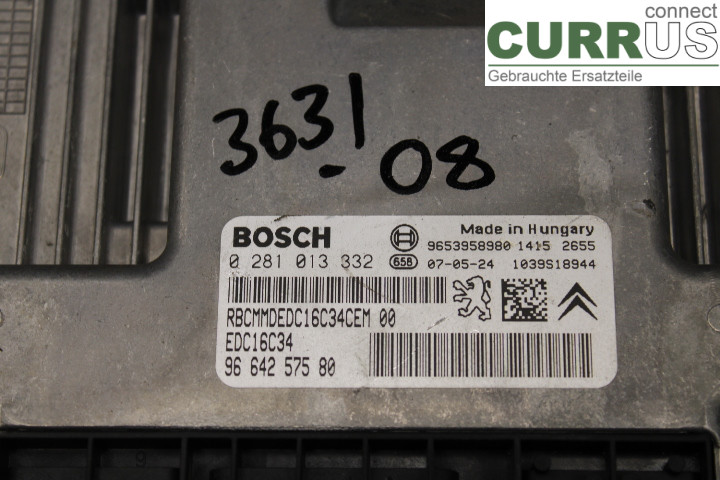 connect
CURRUS
Gebrauchte Ersatzteile
3631
08
BOSCH
Made in Hungary
9653958980 1415 2655
0 281 013 332 658 07-05-24 1039S18944
RBCMMDEDC16C34CEM 00
EDC16C34
96 642 575 80